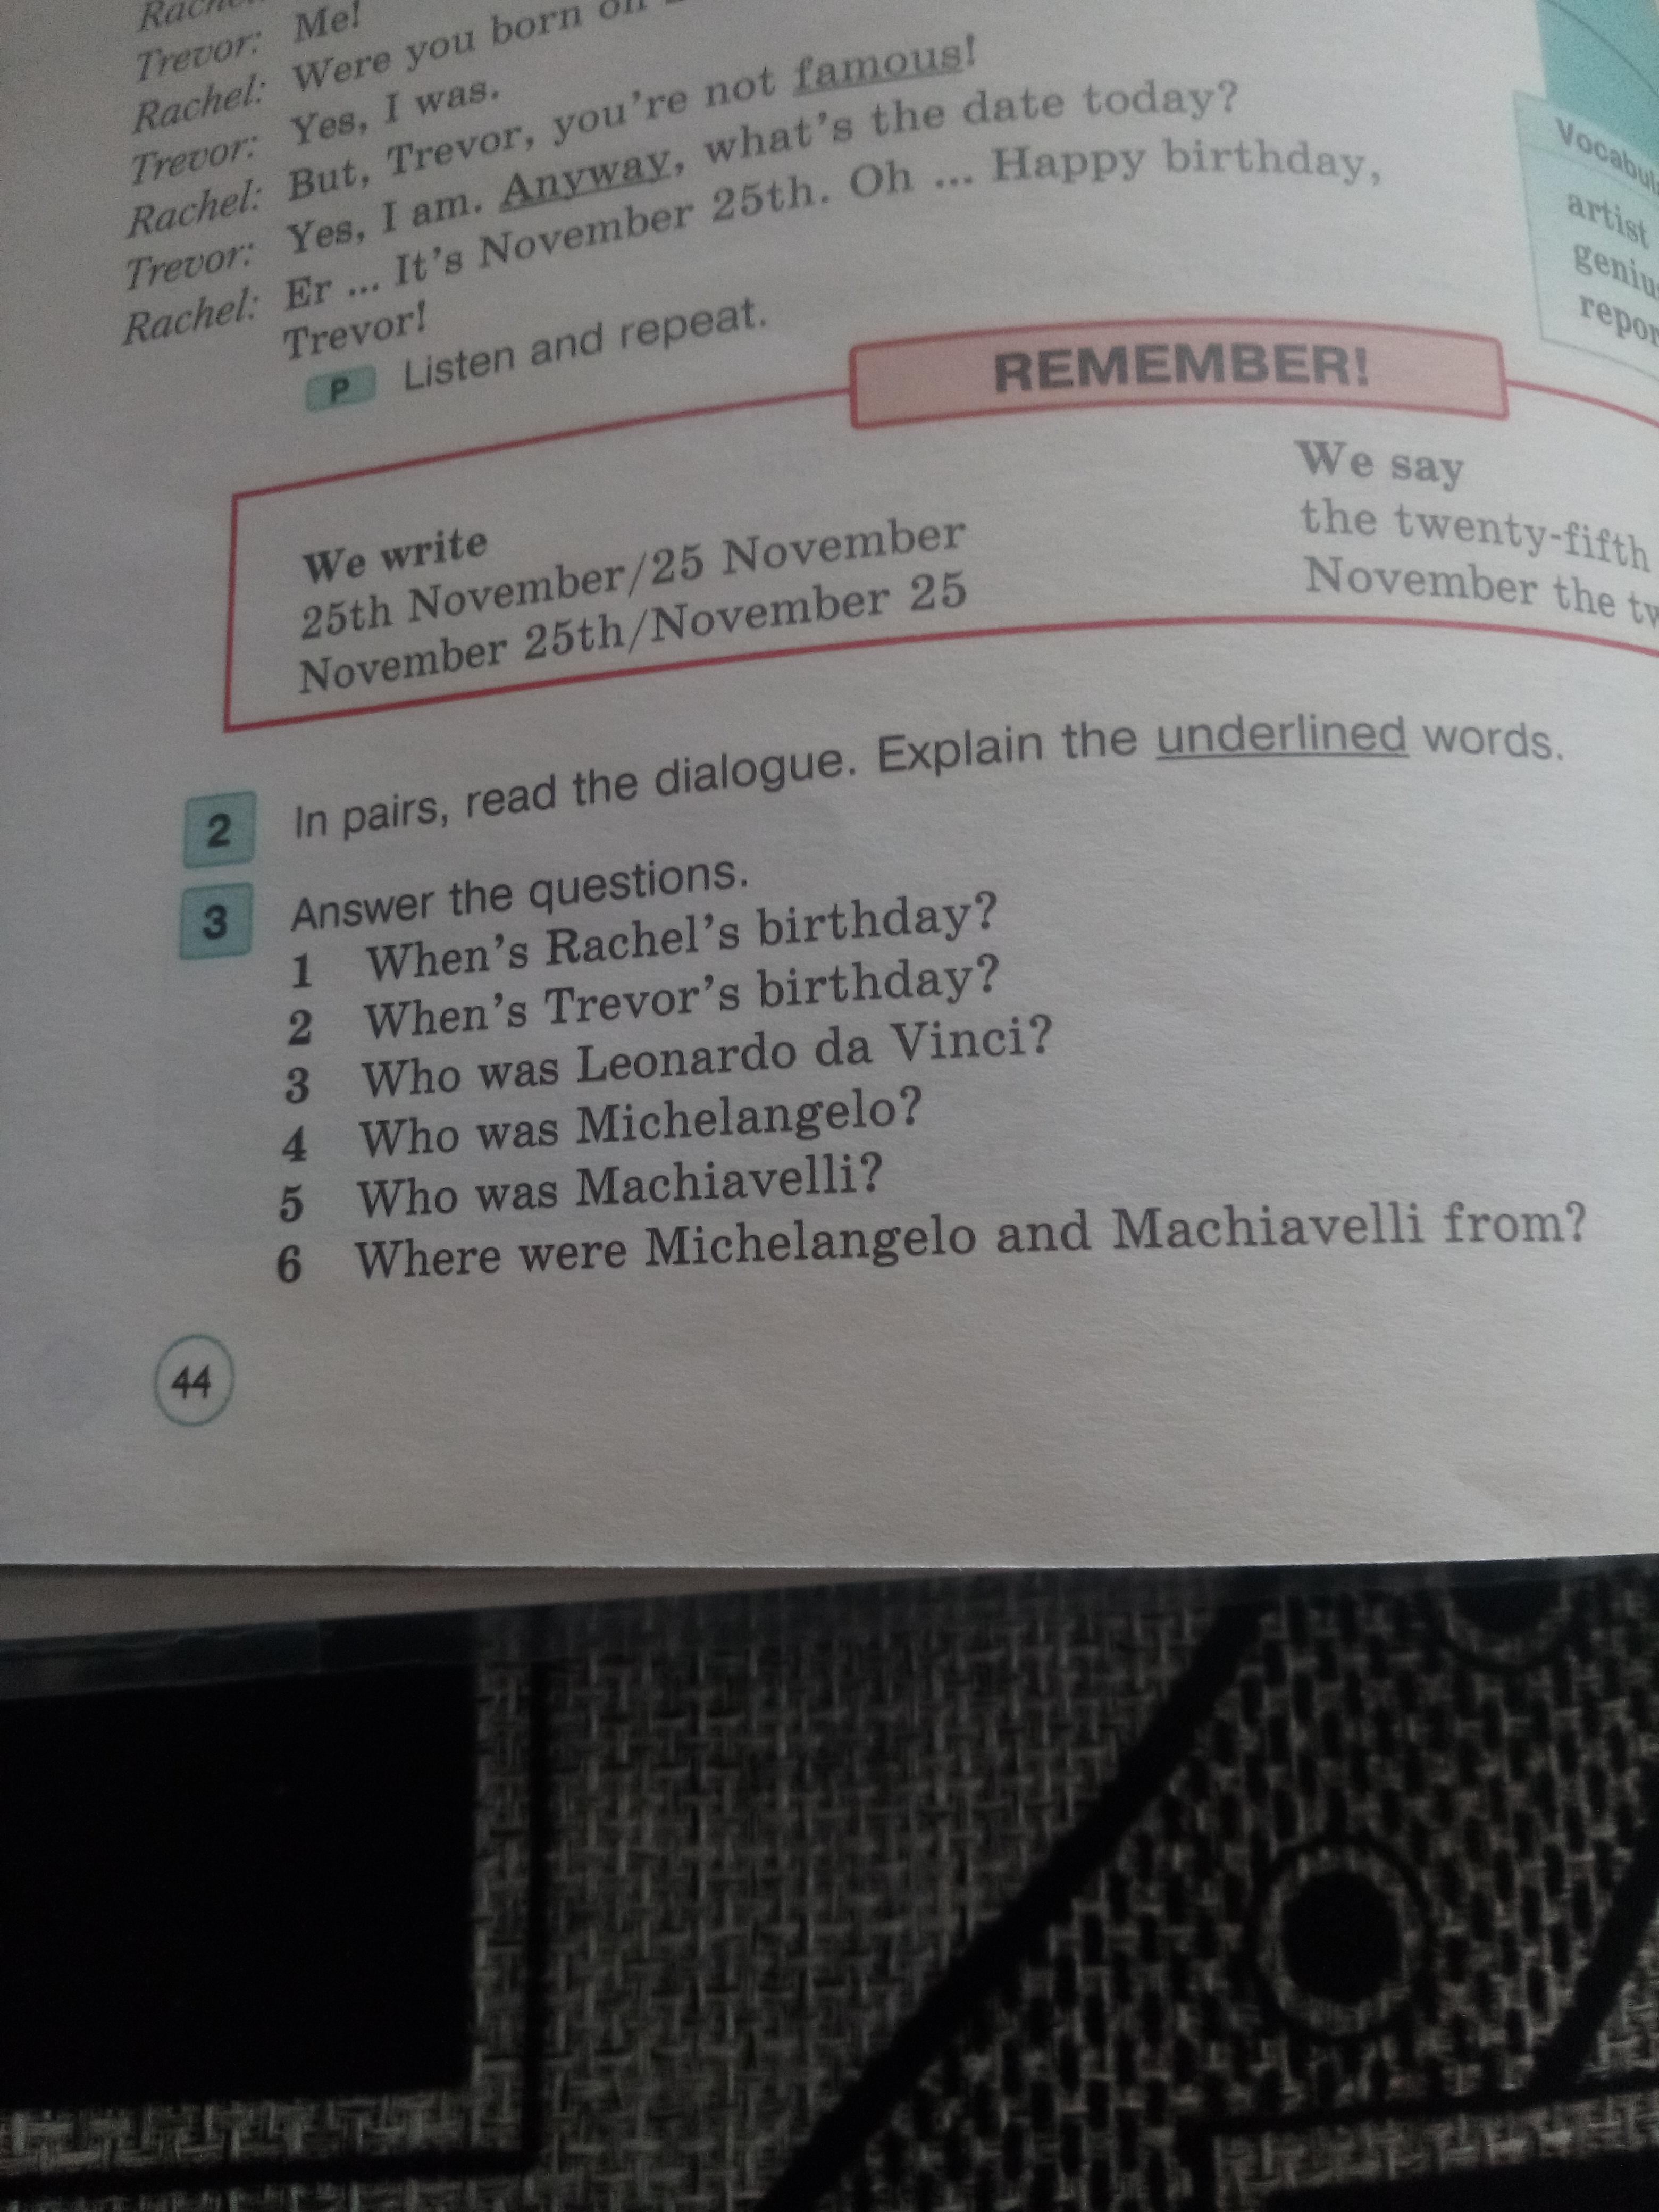 Trevor: Me!
Rachel: Were you born on
Trevor: Yes, I was.
Rachel: But, Trevor, you're not famous!
Trevor: Yes, I am. Anyway, what's the date today?
Rachel: Er ... It's November 25th. Oh ... Happy birthday,
Trevor!
P Listen and repeat.
REMEMBER!
We write
25th November/25 November
November 25th/November 25
We say
the twenty-fifth
November the
Vocabul
artist
geniu
repor
2 In pairs, read the dialogue. Explain the underlined words.
3 Answer the questions.
1 When's Rachel's birthday?
2 When's Trevor's birthday?
3 Who was Leonardo da Vinci?
4 Who was Michelangelo?
5 Who was Machiavelli?
6 Where were Michelangelo and Machiavelli from?
44